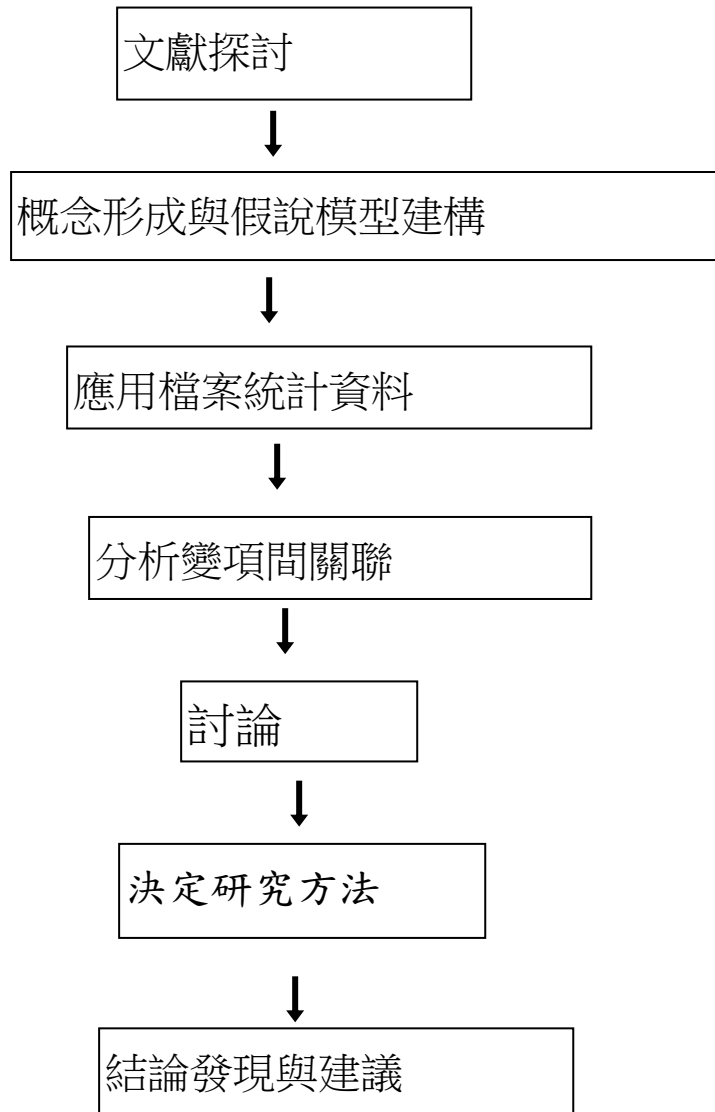 文獻探討
概念形成與假說模型建構
應用檔案統計資料
分析變項間關聯
討論
決定研究方法
結論發現與建議